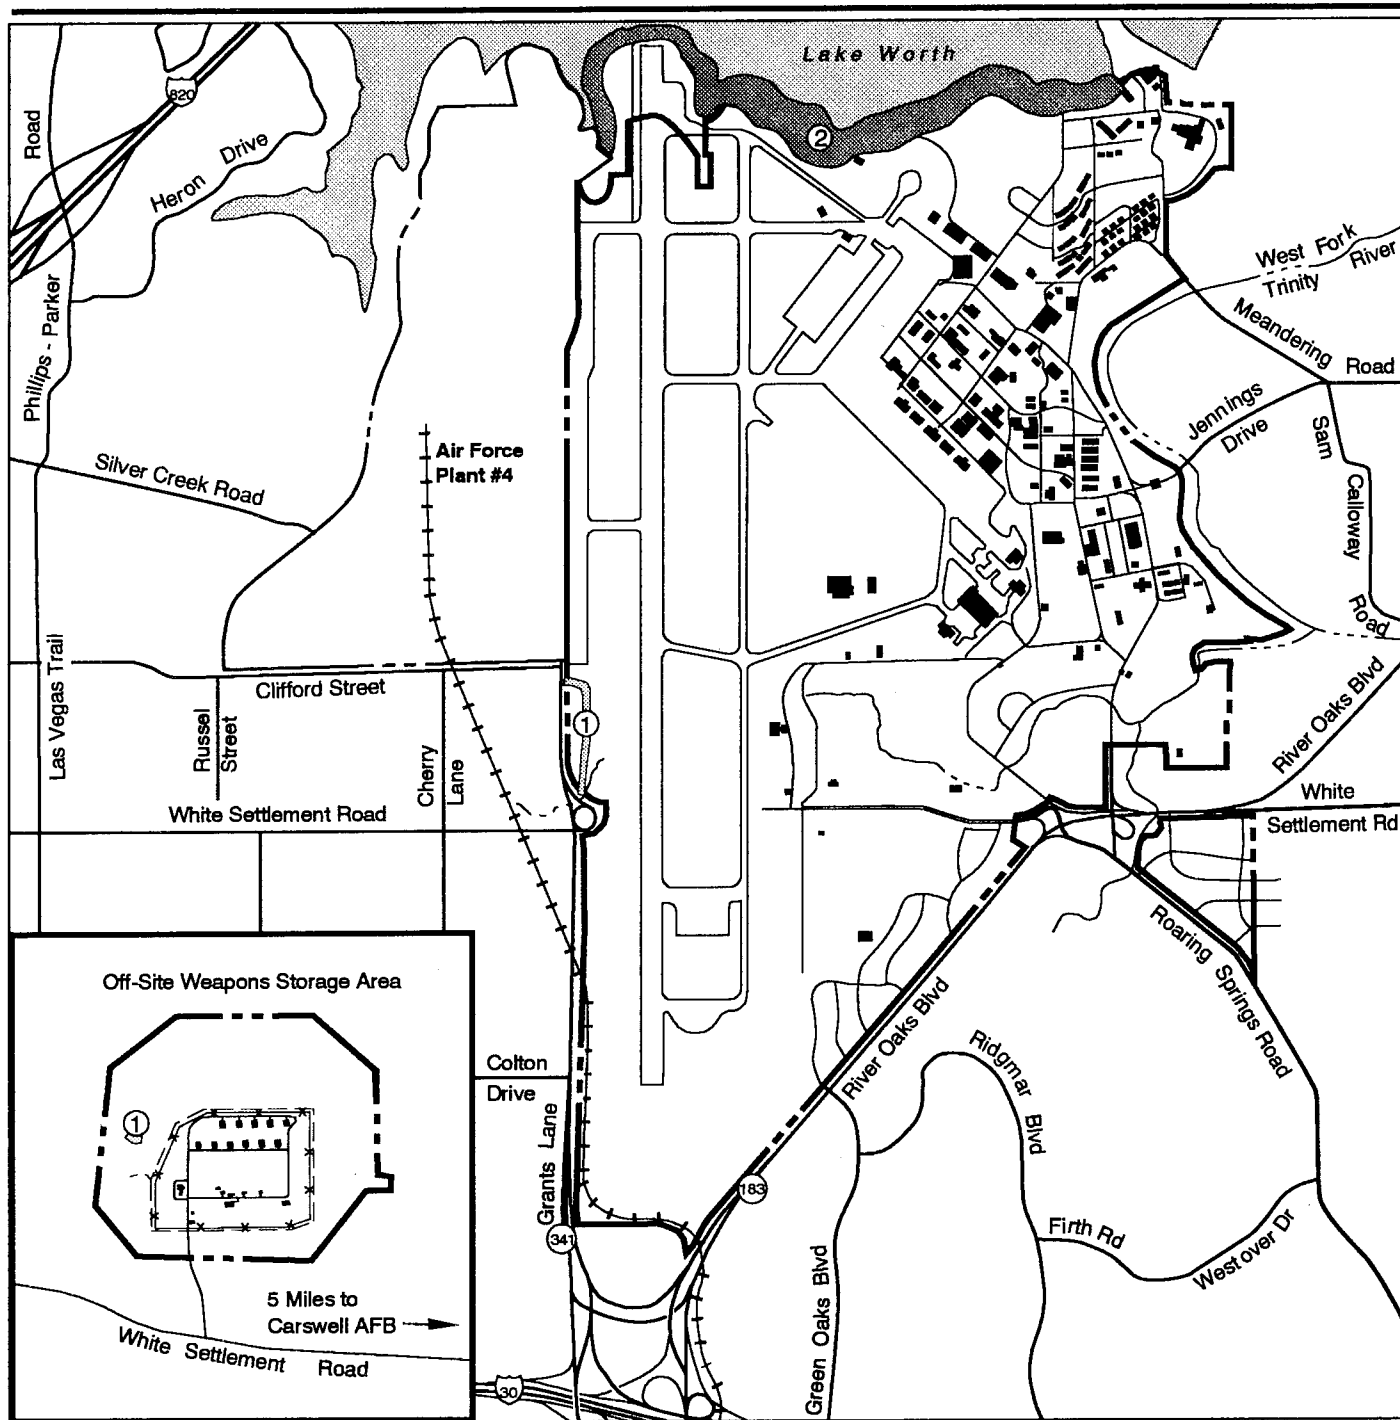 Lake Worth
820
Road
2
Heron Drive
West Fork
Trinity River
Phillips - Parker
Meandering
Road
Jennings
Drive
Sam
Calloway
Road
Air Force
Plant #4
Silver Creek Road
Las Vegas Trail
Clifford Street
Russel
Street
Cherry
Lane
1
River Oaks Blvd
White
Settlement Rd
White Settlement Road
Roaring Springs Road
Off-Site Weapons Storage Area
1
5 Miles to
Carswell AFB
White Settlement Road
Colton
Drive
Grants Lane
River Oaks Blvd
Ridgmar Blvd
183
341
Firth Rd
Westover Dr
Green Oaks Blvd
30